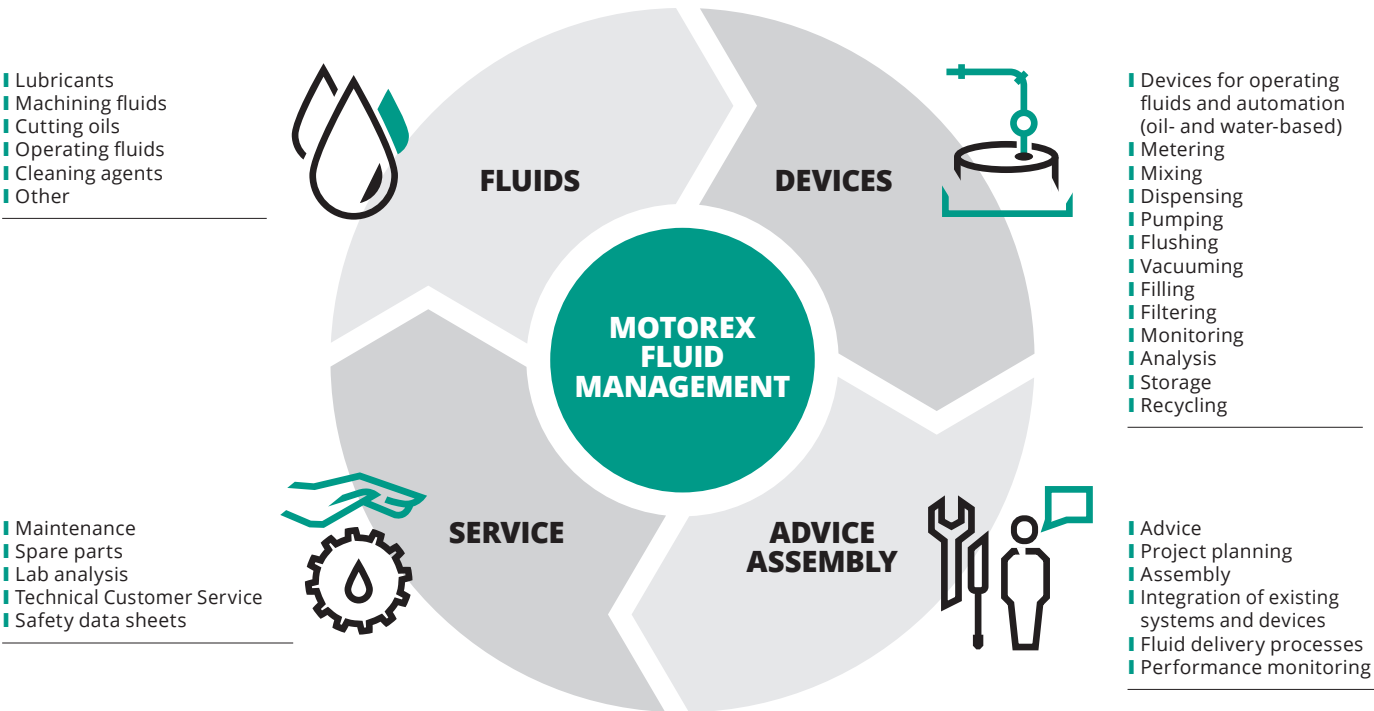 Lubricants
Machining fluids
Cutting oils
Operating fluids
Cleaning agents
Other
FLUIDS
DEVICES
Devices for operating
fluids and automation
(oil- and water-based)
Metering
Mixing
Dispensing
Pumping
Flushing
Vacuuming
Filling
Filtering
Monitoring
Analysis
Storage
Recycling
MOTOREX
FLUID
MANAGEMENT
Maintenance
Spare parts
Lab analysis
Technical Customer Service
Safety data sheets
SERVICE
ADVICE
ASSEMBLY
Advice
Project planning
Assembly
Integration of existing
systems and devices
Fluid delivery processes
Performance monitoring